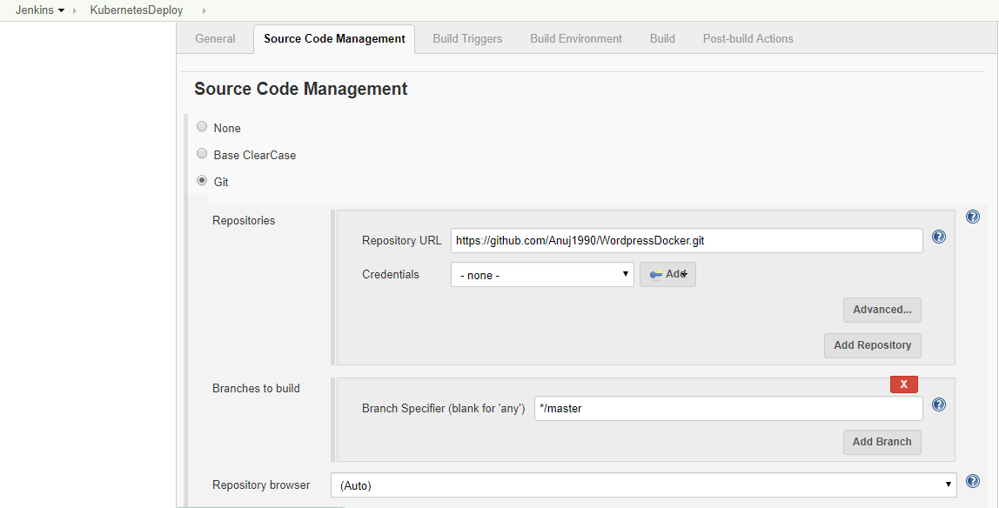 Jenkins KubernetesDeploy
General Source Code Management Build Triggers Build Environment Build Post-build Actions
Source Code Management
None
Base ClearCase
Git
Repositories
?
Repository URL https://github.com/Anuj1990/WordpressDocker.git ?
Credentials - none - Add
Advanced...
Add Repository
Branches to build
X
Branch Specifier (blank for 'any') */master ?
Add Branch
Repository browser (Auto) ?